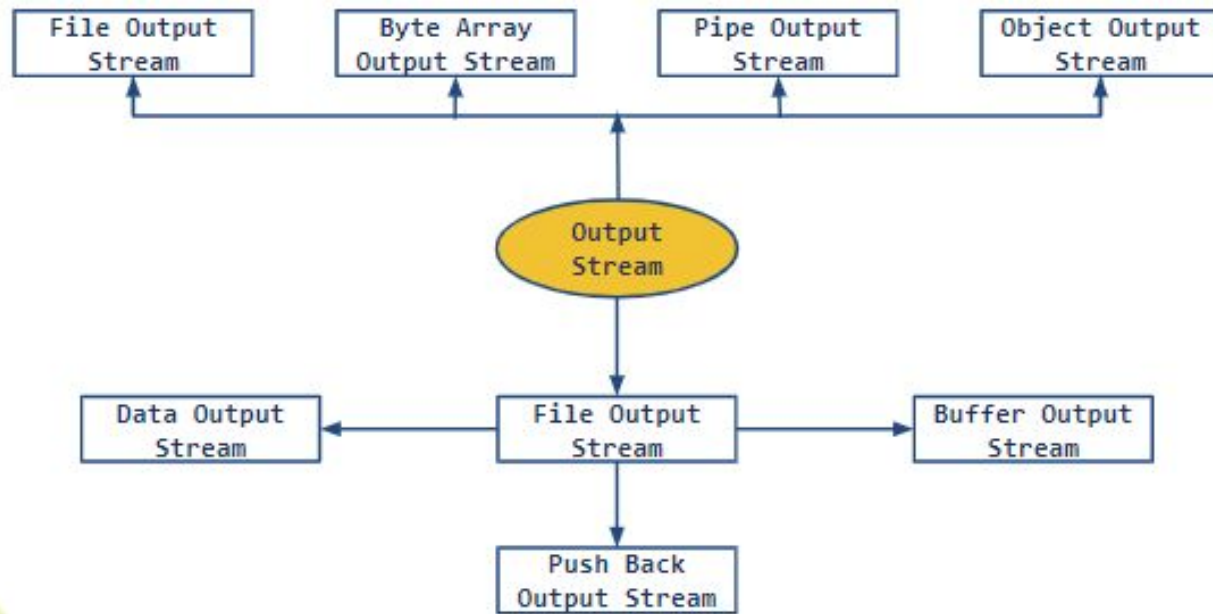 File Output
Stream
Byte Array
Output Stream
Pipe Output
Stream
Object Output
Stream
Output
Stream
Data Output
Stream
File Output
Stream
Buffer Output
Stream
Push Back
Output Stream